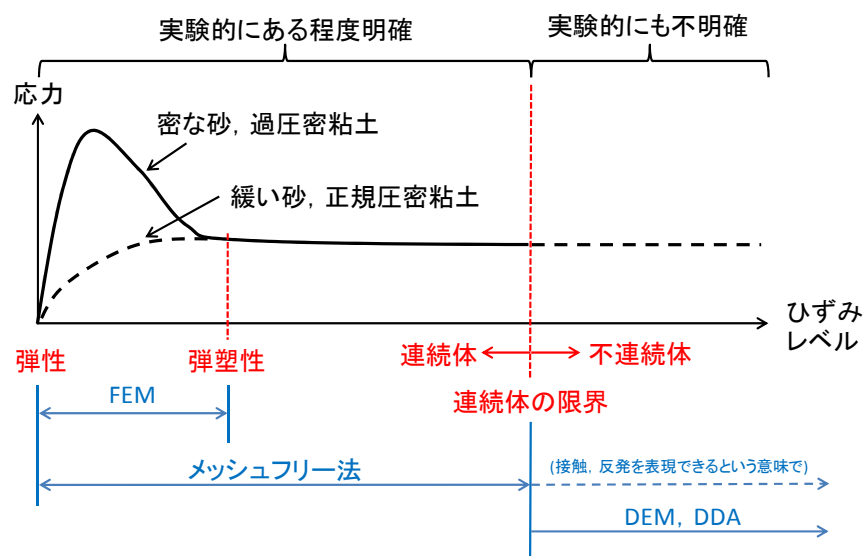 実験的にある程度明確
実験的にも不明確
応力
密な砂，過圧密粘土
緩い砂，正規圧密粘土
ひずみ
レベル
弾性
弾塑性
連続体
不連続体
FEM
連続体の限界
メッシュフリー法
(接触，反発を表現できるという意味で)
DEM，DDA